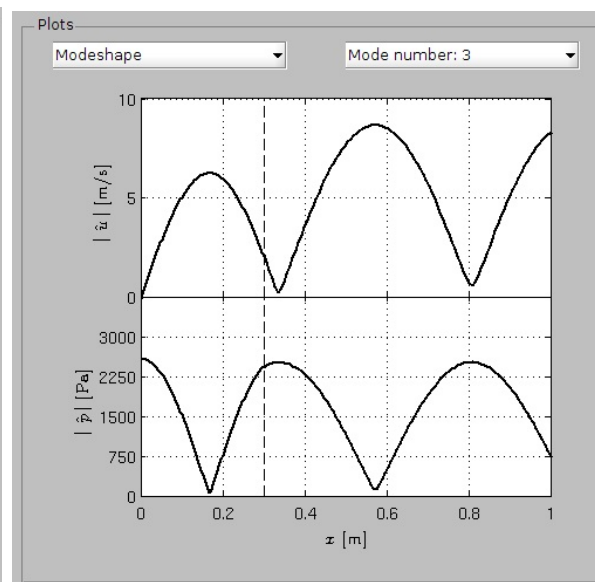 Plots
Modeshape
Mode number: 3
10
5
0
| û | [m/s]
3000
2250
1500
750
0
| p̂ | [Pa]
0 0.2 0.4 0.6 0.8 1
x [m]